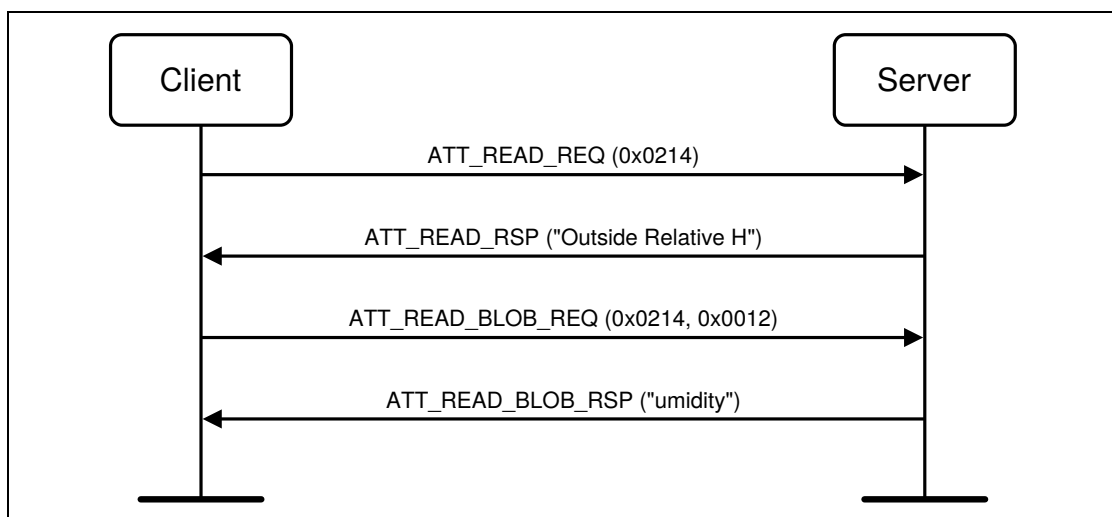 Client
Server
ATT_READ_REQ (0x0214)
ATT_READ_RSP ("Outside Relative H")
ATT_READ_BLOB_REQ (0x0214, 0x0012)
ATT_READ_BLOB_RSP ("umidity")